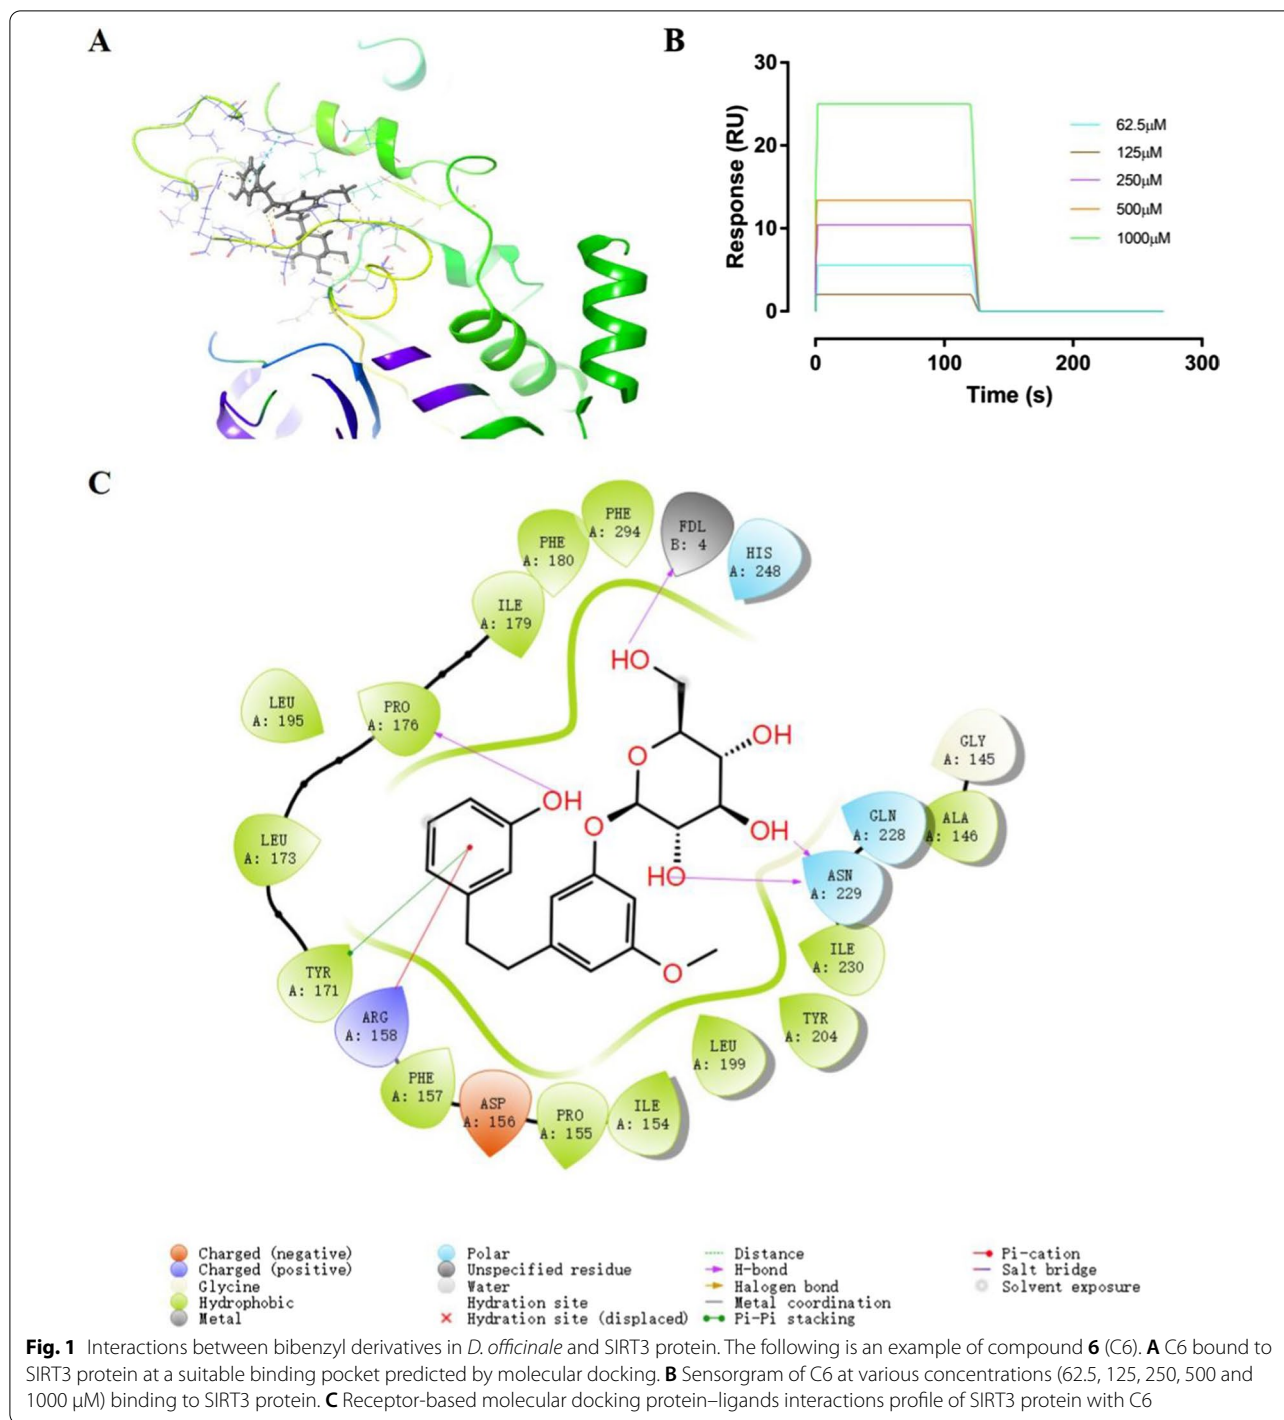 A
B
30
20
10
0
Response (RU)
0
100
200
300
Time (s)
62.5µM
125µM
250µM
500µM
1000µM
C
PHE
A: 294
FDL
B: 4
PHE
A: 180
HIS
A: 248
ILE
A: 179
HO
LEU
A: 195
PRO
A: 176
OH
O
GLY
A: 145
OH
O
OH
GLN
A: 228
ALA
A: 146
LEU
A: 173
HO
ASN
A: 229
TYR
A: 171
O
ILE
A: 230
ARG
A: 158
TYR
A: 204
LEU
A: 199
PHE
A: 157
ASP
A: 156
PRO
A: 155
ILE
A: 154
Charged (negative)
Charged (positive)
Glycine
Hydrophobic
Metal
Polar
Unspecified residue
Water
Hydration site
Hydration site (displaced)
Distance
H-bond
Halogen bond
Metal coordination
Pi-Pi stacking
Pi-cation
Salt bridge
Solvent exposure
Fig. 1 Interactions between bibenzyl derivatives in D. officinale and SIRT3 protein. The following is an example of compound 6 (C6). A C6 bound to
SIRT3 protein at a suitable binding pocket predicted by molecular docking. B Sensorgram of C6 at various concentrations (62.5, 125, 250, 500 and
1000 µM) binding to SIRT3 protein. C Receptor-based molecular docking protein–ligands interactions profile of SIRT3 protein with C6